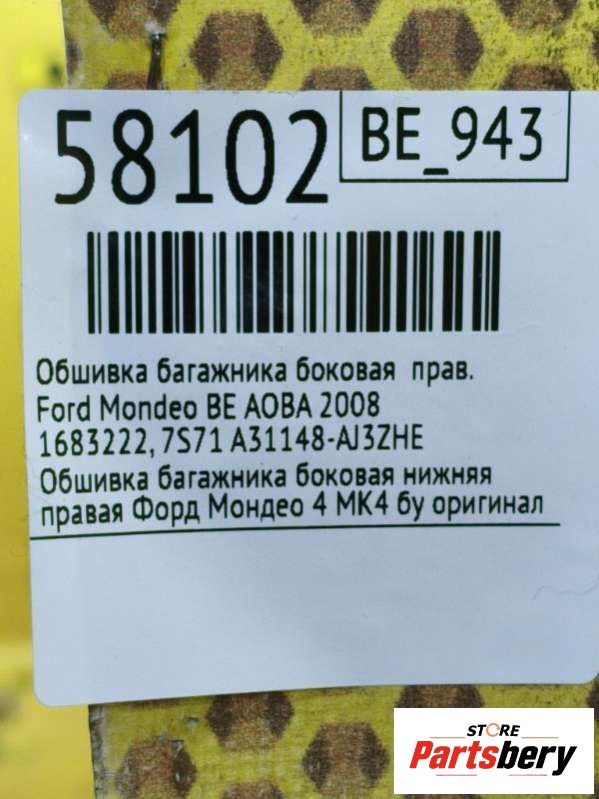 58102
BE_943
Обшивка багажника боковая прав.
Ford Mondeo BE AOBA 2008
1683222, 7S71 A31148-AJ3ZHE
Обшивка багажника боковая нижняя
правая Форд Мондео 4 МК4 бу оригинал
STORE
Partsbery